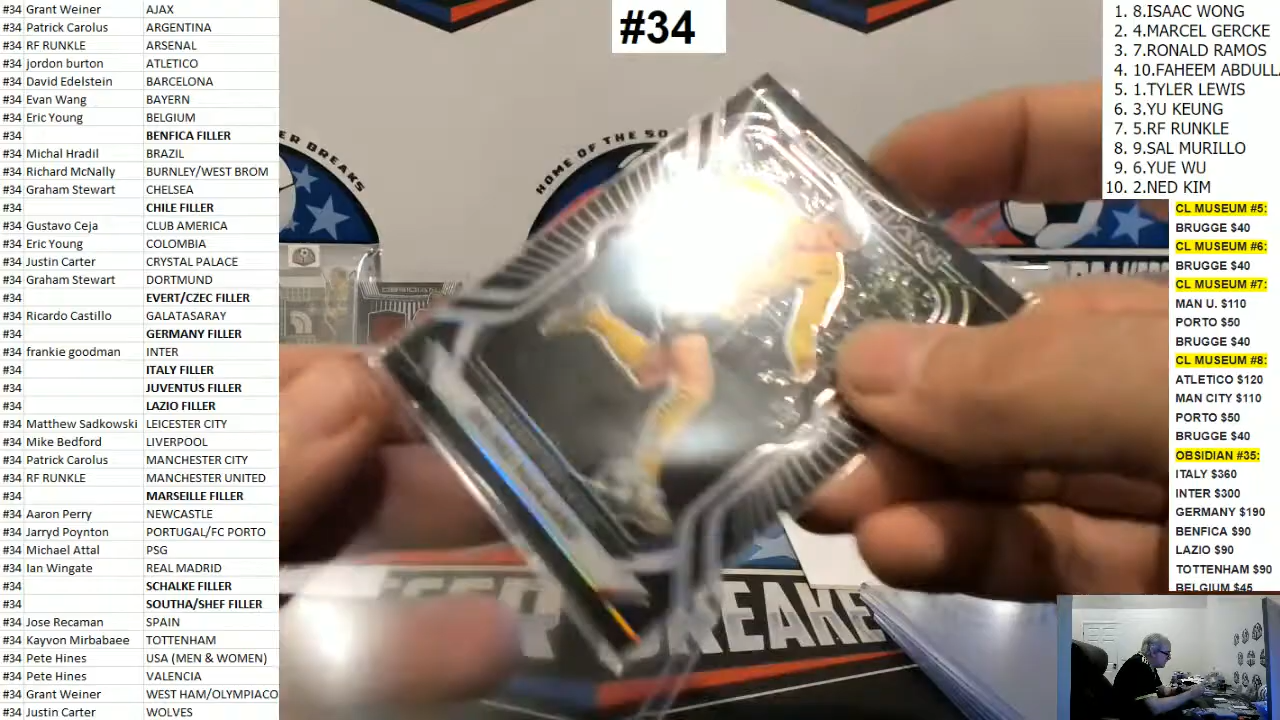 #34 Grant Weiner AJAX
#34 Patrick Carolus ARGENTINA
#34 RF RUNKLE ARSENAL
#34 jordon burton ATLETICO
#34 David Edelstein BARCELONA
#34 Evan Wang BAYERN
#34 Eric Young BELGIUM
#34 BENFICA FILLER
#34 Michal Hradil BRAZIL
#34 Richard McNally BURNLEY/WEST BROM
#34 Graham Stewart CHELSEA
#34 CHILE FILLER
#34 Gustavo Ceja CLUB AMERICA
#34 Eric Young COLOMBIA
#34 Justin Carter CRYSTAL PALACE
#34 Graham Stewart DORTMUND
#34 EVERT/CZEC FILLER
#34 Ricardo Castillo GALATASARAY
#34 GERMANY FILLER
#34 frankie goodman INTER
#34 ITALY FILLER
#34 JUVENTUS FILLER
#34 LAZIO FILLER
#34 Matthew Sadkowski LEICESTER CITY
#34 Mike Bedford LIVERPOOL
#34 Patrick Carolus MANCHESTER CITY
#34 RF RUNKLE MANCHESTER UNITED
#34 MARSEILLE FILLER
#34 Aaron Perry NEWCASTLE
#34 Jarryd Poynton PORTUGAL/FC PORTO
#34 Michael Attal PSG
#34 Ian Wingate REAL MADRID
#34 SCHALKE FILLER
#34 SOUTHA/SHEF FILLER
#34 Jose Recaman SPAIN
#34 Kayvon Mirbabaee TOTTENHAM
#34 Pete Hines USA (MEN & WOMEN)
#34 Pete Hines VALENCIA
#34 Grant Weiner WEST HAM/OLYMPIACO
#34 Justin Carter WOLVES
#34
ER BREAKS
HOME OF THE SO
OBSIDIAN
BREAKE
1. 8.ISAAC WONG
2. 4.MARCEL GERCKE
3. 7.RONALD RAMOS
4. 10.FAHEEM ABDULLA
5. 1.TYLER LEWIS
6. 3.YU KEUNG
7. 5.RF RUNKLE
8. 9.SAL MURILLO
9. 6.YUE WU
10. 2.NED KIM
CL MUSEUM #5:
BRUGGE $40
CL MUSEUM #6:
BRUGGE $40
CL MUSEUM #7:
MAN U. $110
PORTO $50
BRUGGE $40
CL MUSEUM #8:
ATLETICO $120
MAN CITY $110
PORTO $50
BRUGGE $40
OBSIDIAN #35:
ITALY $360
INTER $300
GERMANY $190
BENFICA $90
LAZIO $90
TOTTENHAM $90
BELGIUM $45